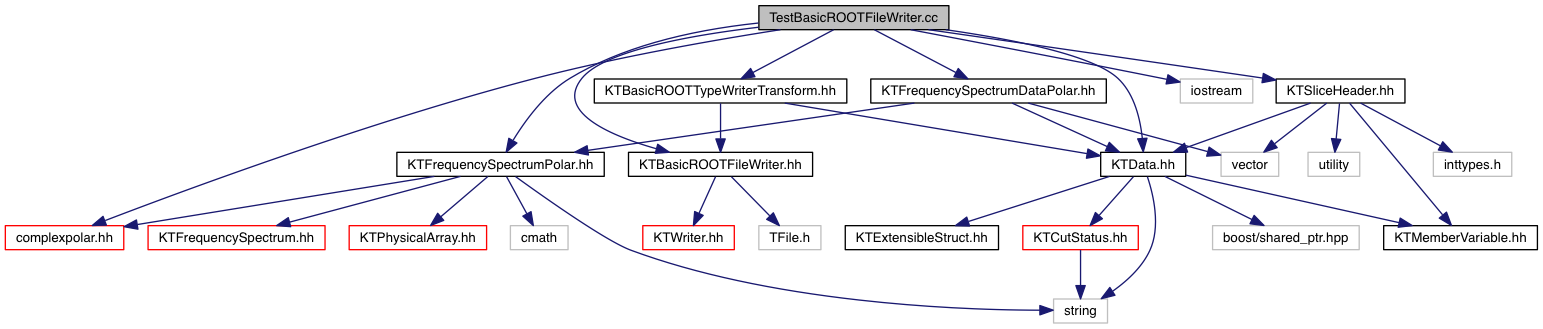 TestBasicROOTFileWriter.cc
KTBasicROOTTypeWriterTransform.hh
KTFrequencySpectrumDataPolar.hh
iostream
KTSliceHeader.hh
KTFrequencySpectrumPolar.hh
KTBasicROOTFileWriter.hh
KTData.hh
vector
utility
inttypes.h
complexpolar.hh
KTFrequencySpectrum.hh
KTPhysicalArray.hh
cmath
KTWriter.hh
TFile.h
KTExtensibleStruct.hh
KTCutStatus.hh
boost/shared_ptr.hpp
KTMemberVariable.hh
string